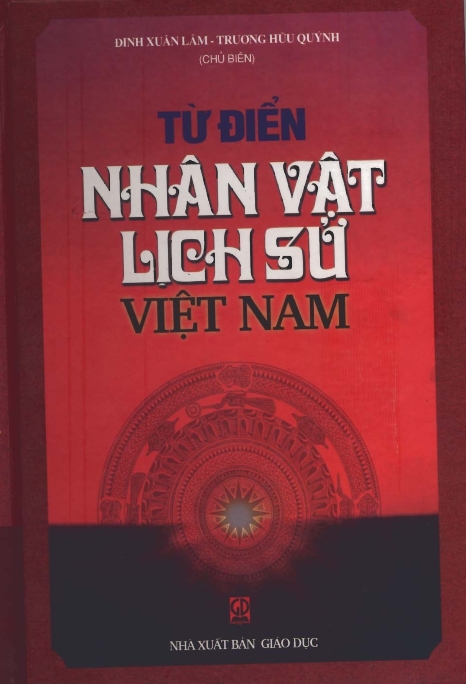 ĐINH XUÂN LÂM - TRƯƠNG HỮU QUÝNH
(CHỦ BIÊN)
TỪ ĐIỂN
NHÂN VẬT
LỊCH SỬ
VIỆT NAM
GD
NHÀ XUẤT BẢN GIÁO DỤC